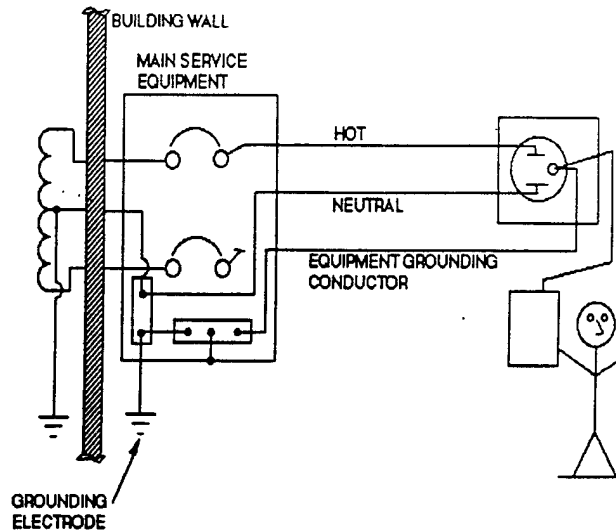 BUILDING WALL
MAIN SERVICE
EQUIPMENT
HOT
NEUTRAL
EQUIPMENT GROUNDING
CONDUCTOR
GROUNDING
ELECTRODE